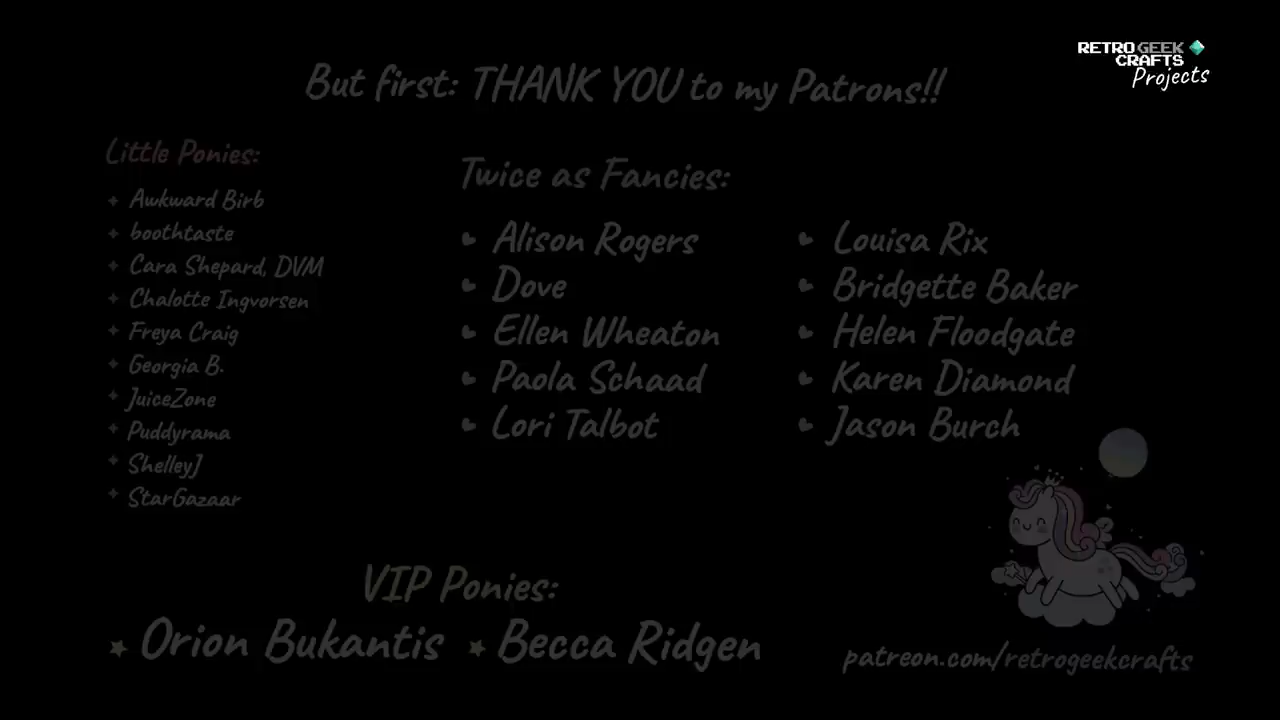 RETRO GEEK
CRAFTS
Projects
But first: THANK YOU to my Patrons!!
Little Ponies:
Awkward Birb
boothtaste
Cara Shepard, DVM
Chalotte Ingvorsen
Freya Craig
Georgia B.
JuiceZone
Puddyrama
ShelleyJ
StarGazaar
Twice as Fancies:
Alison Rogers
Dove
Ellen Wheaton
Paola Schaad
Lori Talbot
Louisa Rix
Bridgette Baker
Helen Floodgate
Karen Diamond
Jason Burch
VIP Ponies:
Orion Bukantis
Becca Ridgen
patreon.com/retrogeekcrafts